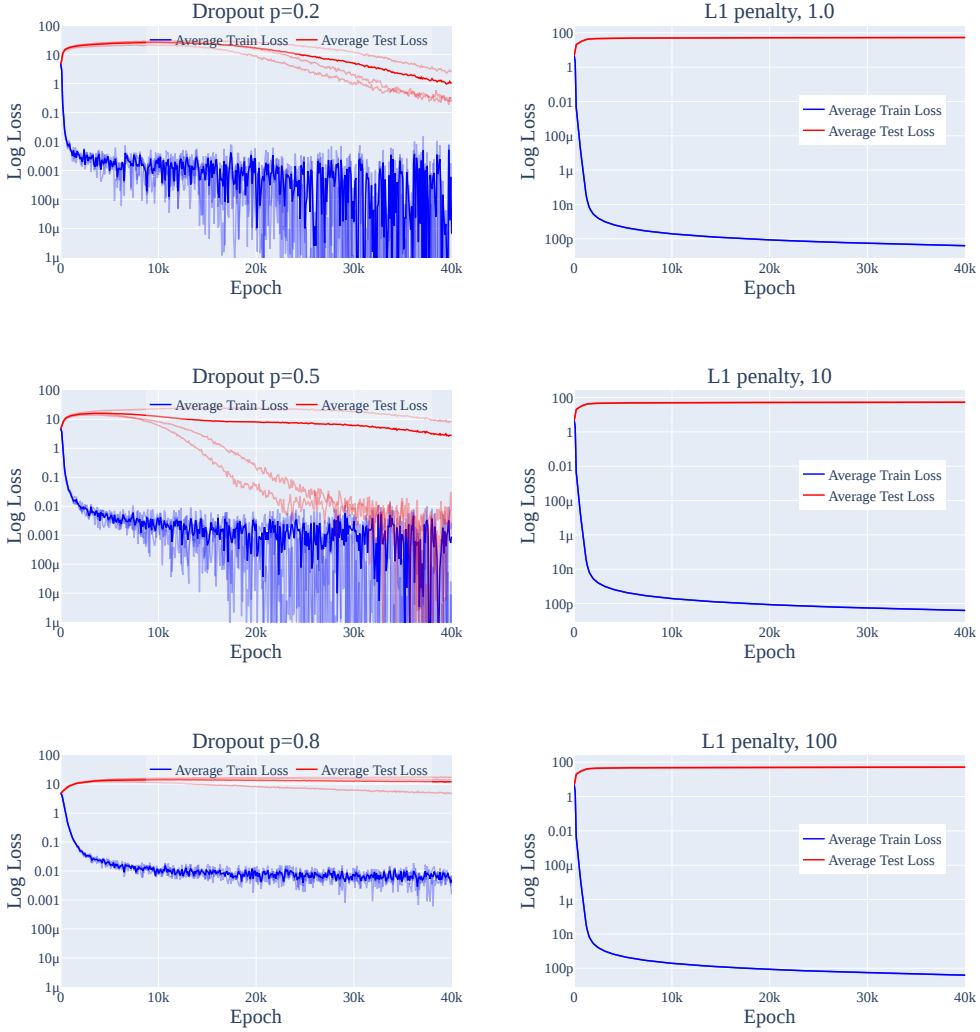 Dropout p=0.2
100
10
1
0.1
0.01
0.001
100μ
10μ
1μ
Log Loss
Average Train Loss
Average Test Loss
0
10k
20k
30k
40k
Epoch
L1 penalty, 1.0
100
1
0.01
100μ
1μ
10n
100p
Log Loss
Average Train Loss
Average Test Loss
0
10k
20k
30k
40k
Epoch
Dropout p=0.5
100
10
1
0.1
0.01
0.001
100μ
10μ
1μ
Log Loss
Average Train Loss
Average Test Loss
0
10k
20k
30k
40k
Epoch
L1 penalty, 10
100
1
0.01
100μ
1μ
10n
100p
Log Loss
Average Train Loss
Average Test Loss
0
10k
20k
30k
40k
Epoch
Dropout p=0.8
100
10
1
0.1
0.01
0.001
100μ
10μ
1μ
Log Loss
Average Train Loss
Average Test Loss
0
10k
20k
30k
40k
Epoch
L1 penalty, 100
100
1
0.01
100μ
1μ
10n
100p
Log Loss
Average Train Loss
Average Test Loss
0
10k
20k
30k
40k
Epoch